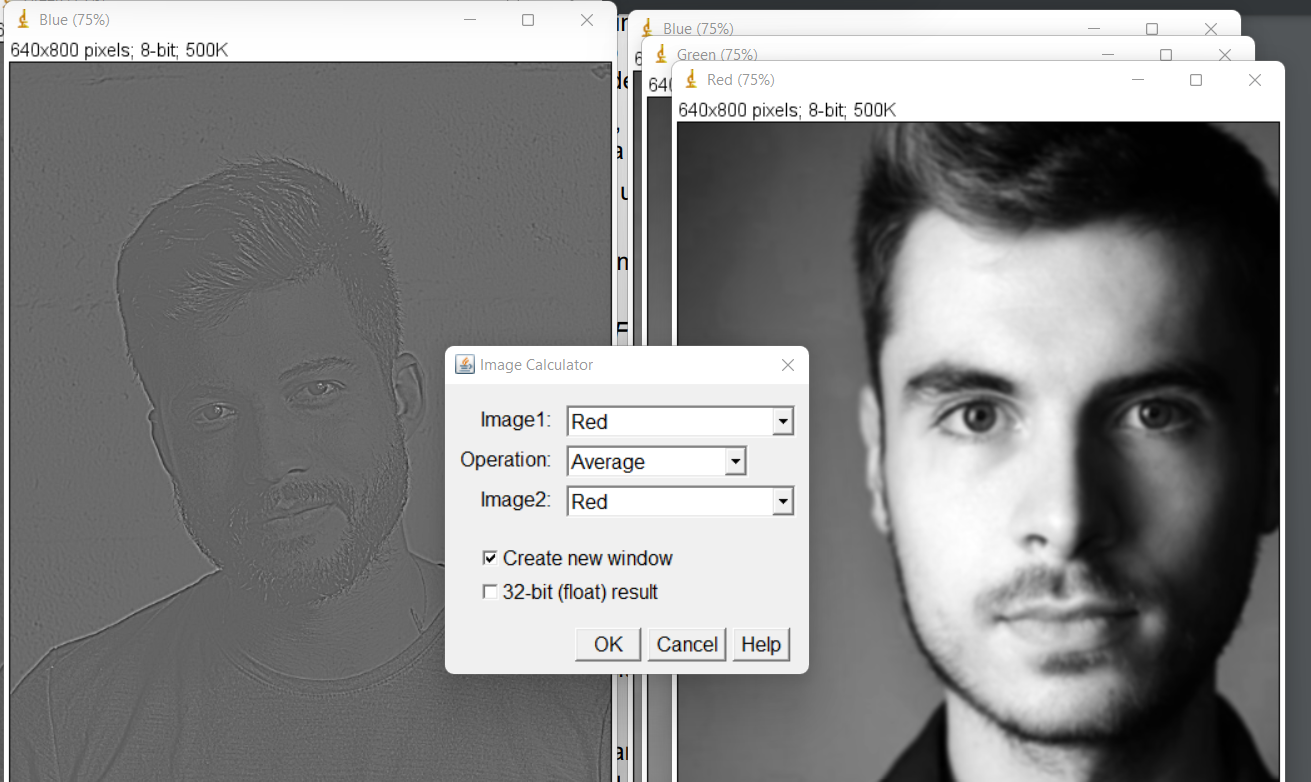 Blue (75%)
640x800 pixels; 8-bit; 500K
Blue (75%)
Green (75%)
640
Red (75%)
640x800 pixels; 8-bit; 500K
Image Calculator
Image1: Red
Operation: Average
Image2: Red
Create new window
32-bit (float) result
OK Cancel Help